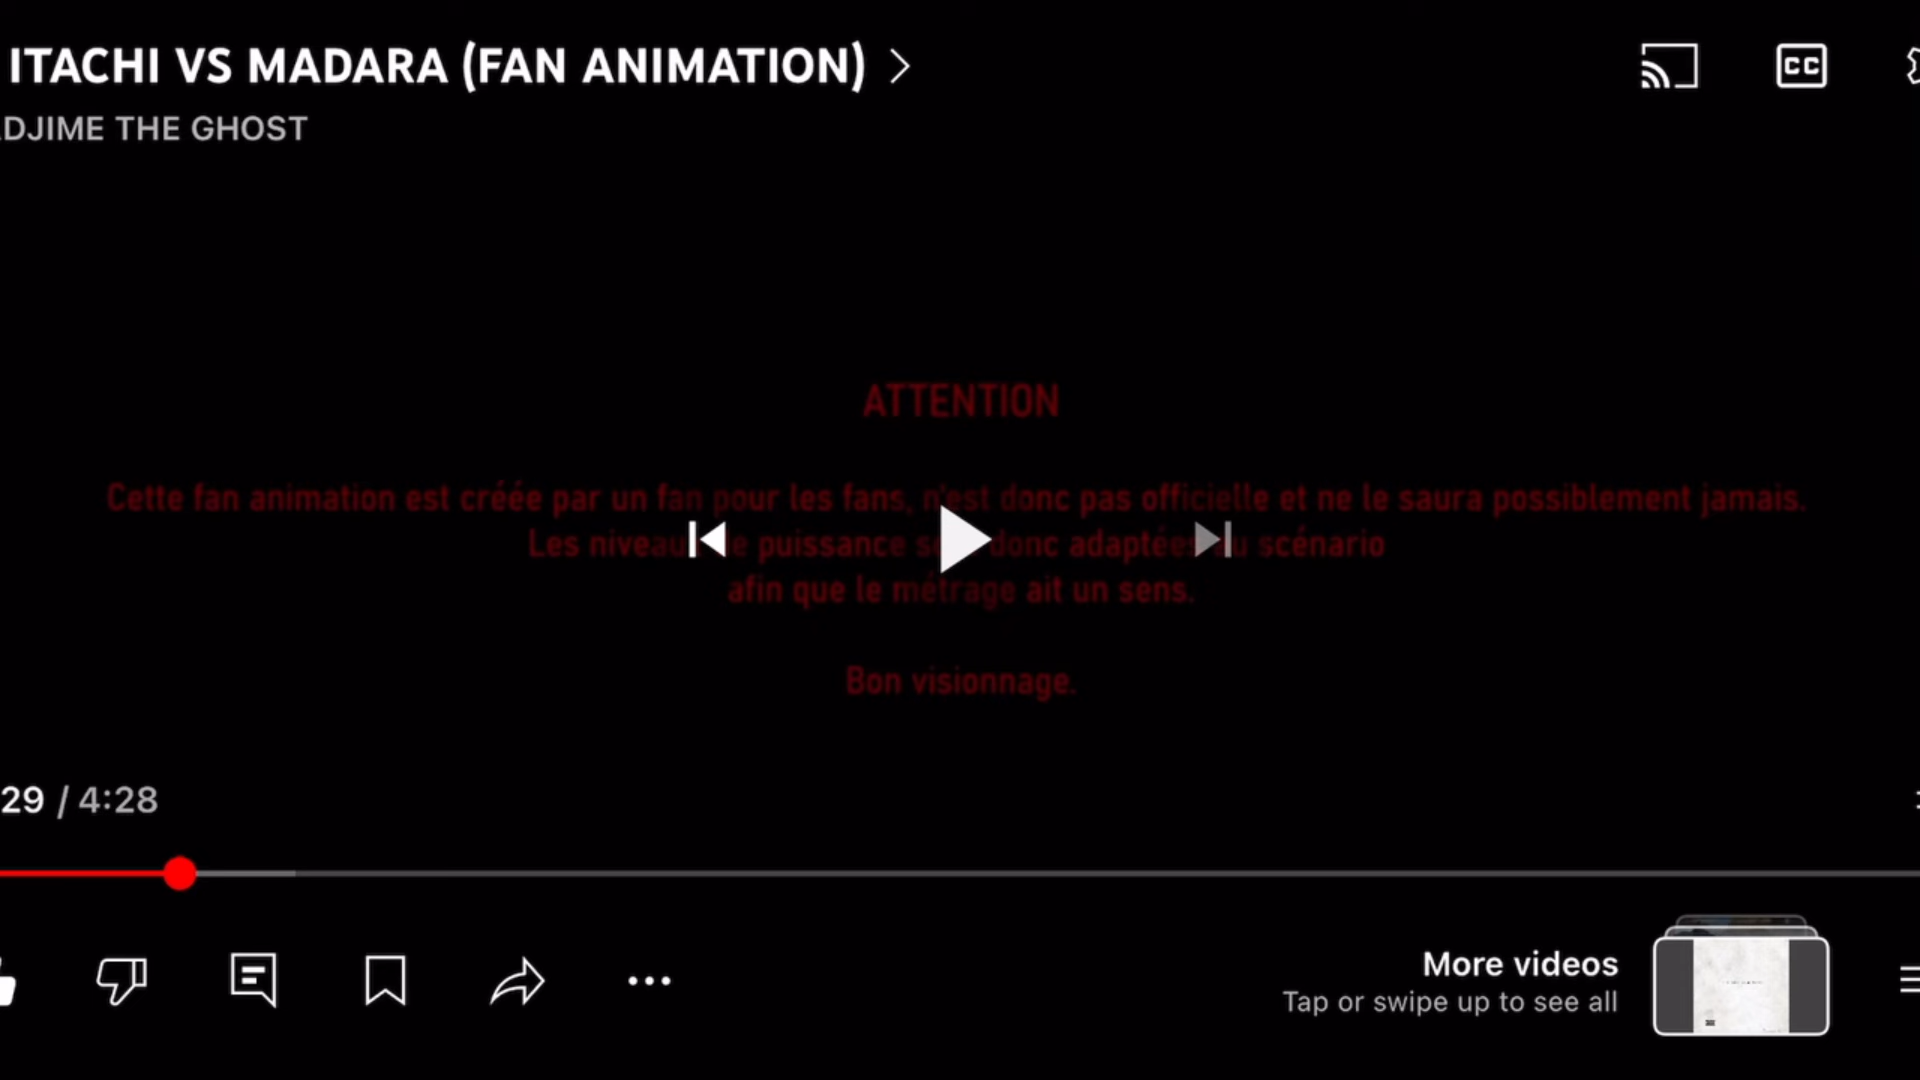 ITACHI VS MADARA (FAN ANIMATION)
DJIME THE GHOST
CC
ATTENTION
Cette fan animation est créée par un fan pour les fans, n'est donc pas officielle et ne le saura possiblement jamais.
Les niveau puissance donc adaptées scénario
afin que le métrage ait un sens.
Bon visionnage.
29 / 4:28
More videos
Tap or swipe up to see all